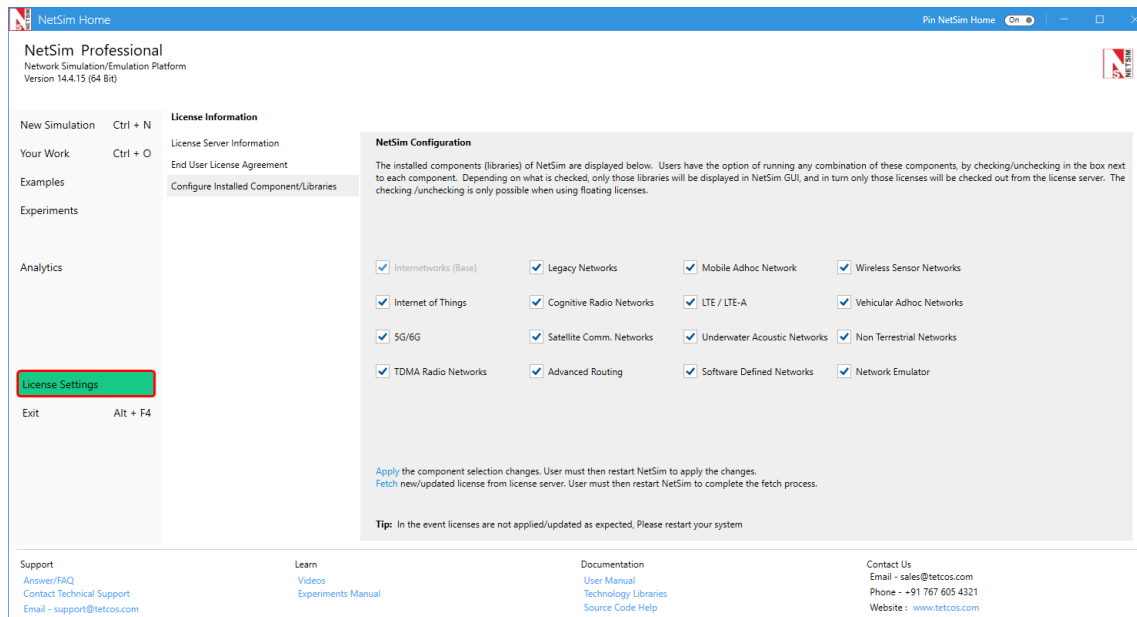 NetSim Home
Pin NetSim Home On
NetSim Professional
Network Simulation/Emulation Platform
Version 14.4.15 (64 Bit)
NETSIM
New Simulation Ctrl + N
Your Work Ctrl + O
Examples
Experiments
Analytics
License Settings
Exit Alt + F4
License Information
License Server Information
End User License Agreement
Configure Installed Component/Libraries
NetSim Configuration
The installed components (libraries) of NetSim are displayed below. Users have the option of running any combination of these components, by checking/unchecking in the box next
to each component. Depending on what is checked, only those libraries will be displayed in NetSim GUI, and in turn only those licenses will be checked out from the license server. The
checking /unchecking is only possible when using floating licenses.
Internetworks (Base) Legacy Networks Mobile Adhoc Network Wireless Sensor Networks
Internet of Things Cognitive Radio Networks LTE / LTE-A Vehicular Adhoc Networks
5G/6G Satellite Comm. Networks Underwater Acoustic Networks Non Terrestrial Networks
TDMA Radio Networks Advanced Routing Software Defined Networks Network Emulator
Apply the component selection changes. User must then restart NetSim to apply the changes.
Fetch new/updated license from license server. User must then restart NetSim to complete the fetch process.
Tip: In the event licenses are not applied/updated as expected, Please restart your system
Support
Answer/FAQ
Contact Technical Support
Email - support@tetcos.com
Learn
Videos
Experiments Manual
Documentation
User Manual
Technology Libraries
Source Code Help
Contact Us
Email - sales@tetcos.com
Phone - +91 767 605 4321
Website : www.tetcos.com